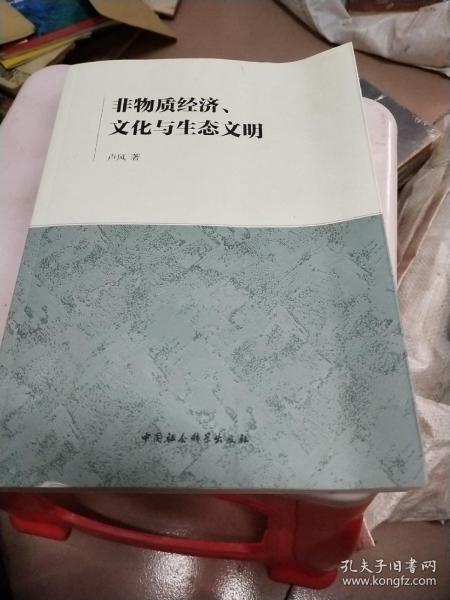 非物质经济、
文化与生态文明
卢风 著
中国社会科学出版社
孔夫子旧书网
www.kongfz.com